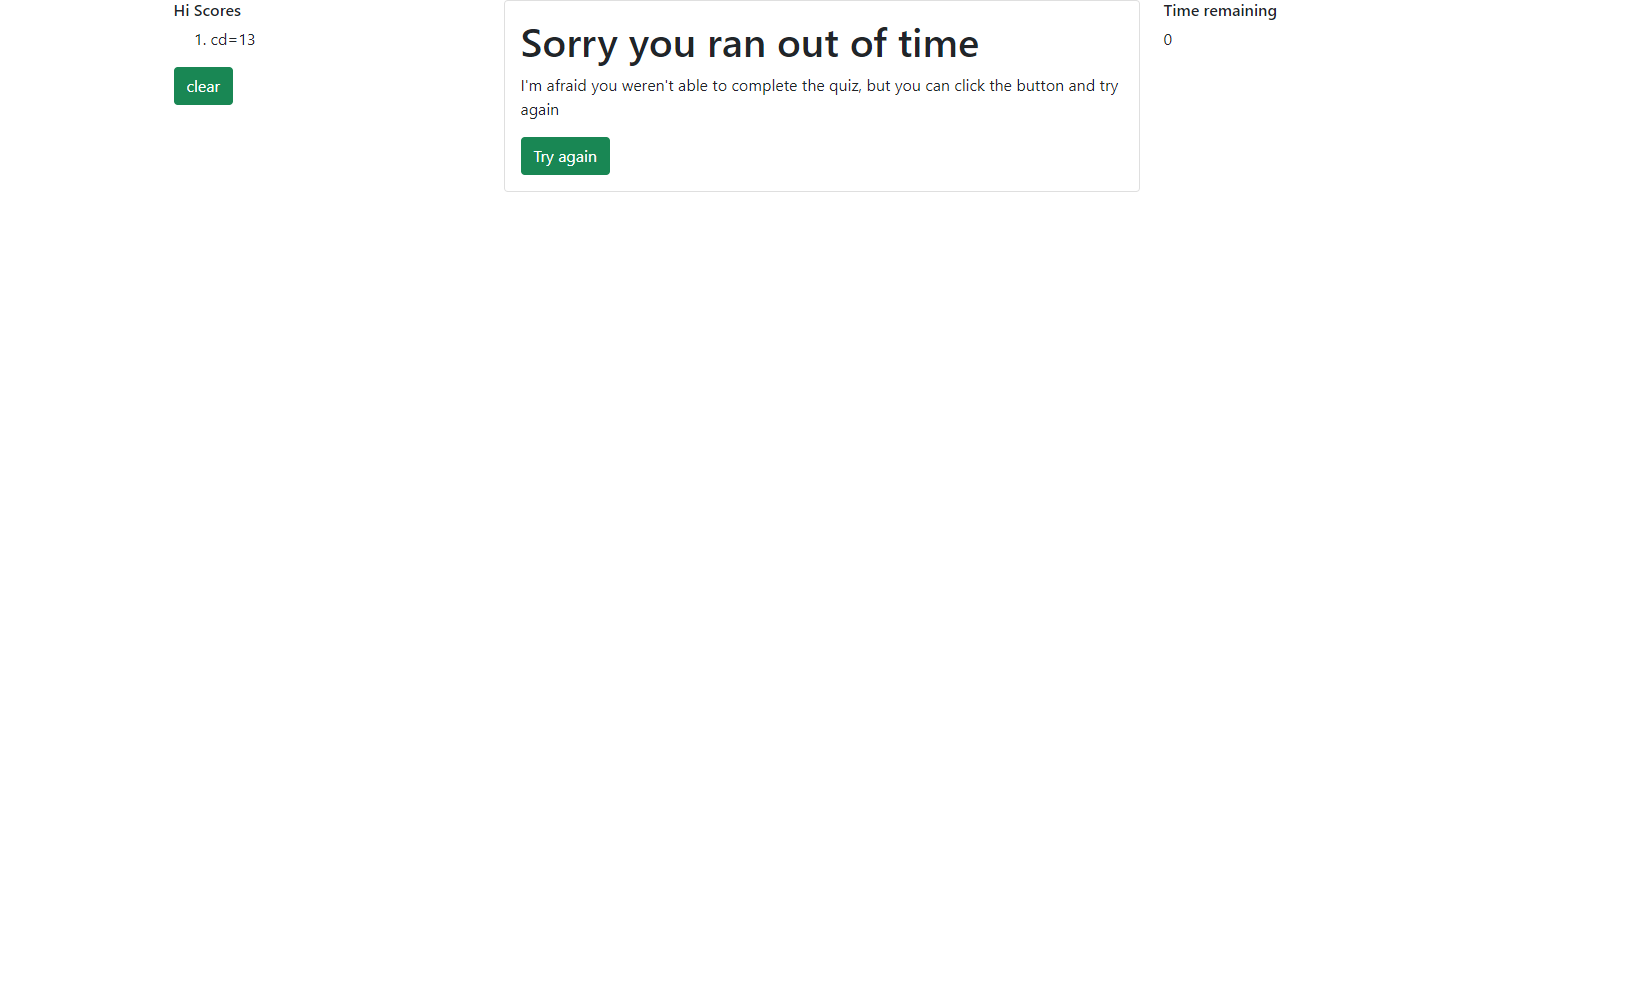 Hi Scores
1. cd=13
clear
Sorry you ran out of time
I'm afraid you weren't able to complete the quiz, but you can click the button and try
again
Try again
Time remaining
0